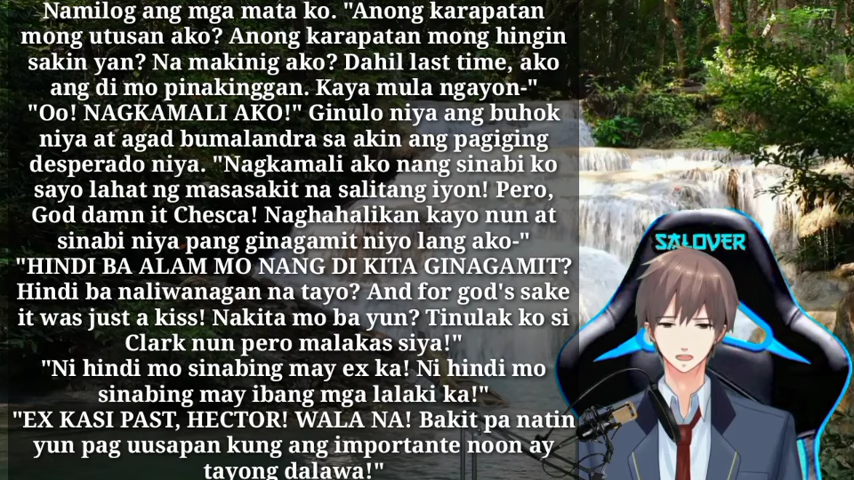 Namilog ang mga mata ko. "Anong karapatan
mong utusan ako? Anong karapatan mong hingin
sakin yan? Na makinig ako? Dahil last time, ako
ang di mo pinakinggan. Kaya mula ngayon-"
"Oo! NAGKAMALI AKO!" Ginulo niya ang buhok
niya at agad bumalandra sa akin ang pagiging
desperado niya. "Nagkamali ako nang sinabi ko
sayo lahat ng masasakit na salitang iyon! Pero,
God damn it Chesca! Naghahalikan kayo nun at
sinabi niya pang ginagamit niyo lang ako-"
"HINDI BA ALAM MO NANG DI KITA GINAGAMIT?
Hindi ba naliwanagan na tayo? And for god's sake
it was just a kiss! Nakita mo ba yun? Tinulak ko si
Clark nun pero malakas siya!"
"Ni hindi mo sinabing may ex ka! Ni hindi mo
sinabing may ibang mga lalaki ka!"
"EX KASI PAST, HECTOR! WALA NA! Bakit pa natin
yun pag uusapan kung ang importante noon ay
tayong dalawa!"
SALOVER